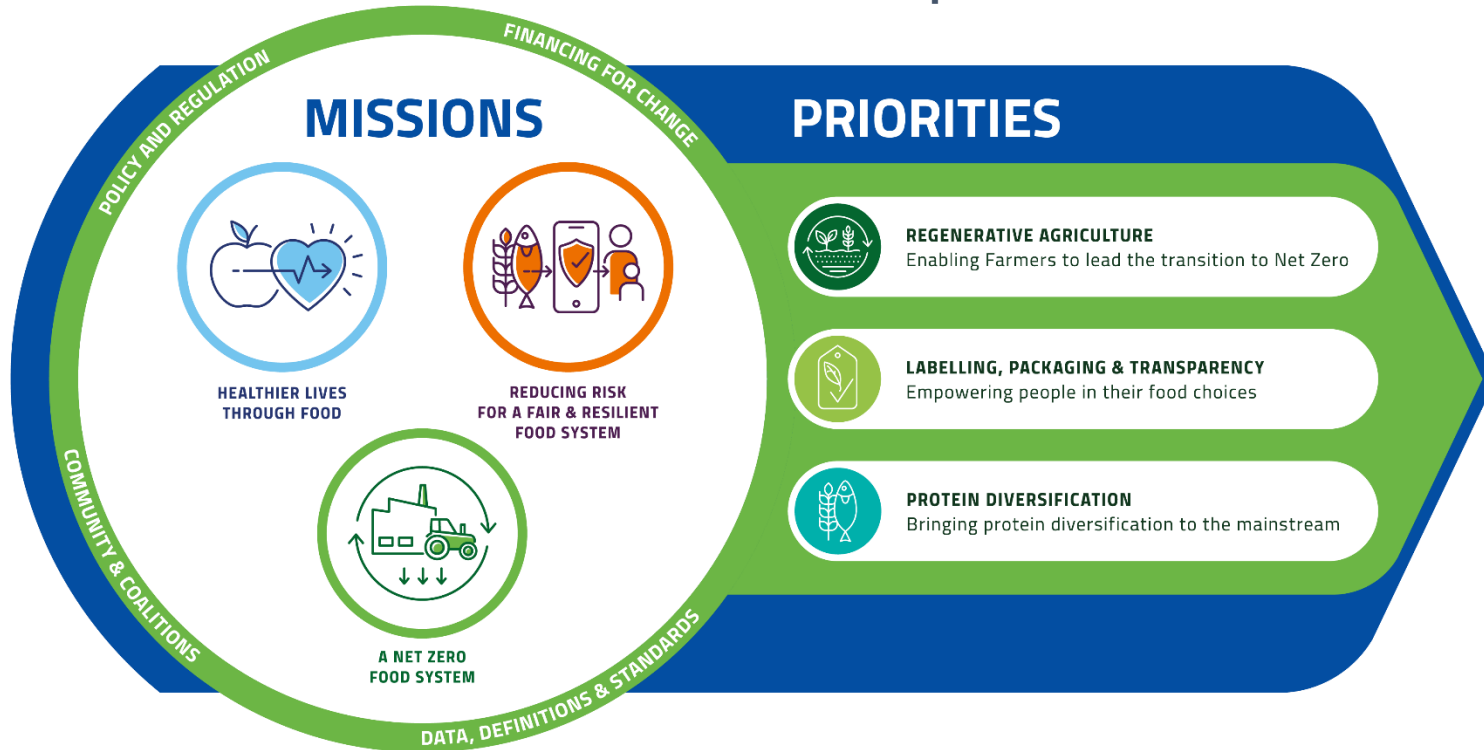 POLICY AND REGULATION
FINANCING FOR CHANGE
MISSIONS
HEALTHIER LIVES
THROUGH FOOD
REDUCING RISK
FOR A FAIR & RESILIENT
FOOD SYSTEM
A NET ZERO
FOOD SYSTEM
COMMUNITY & COALITIONS
DATA, DEFINITIONS & STANDARDS
PRIORITIES
REGENERATIVE AGRICULTURE
Enabling Farmers to lead the transition to Net Zero
LABELLING, PACKAGING & TRANSPARENCY
Empowering people in their food choices
PROTEIN DIVERSIFICATION
Bringing protein diversification to the mainstream